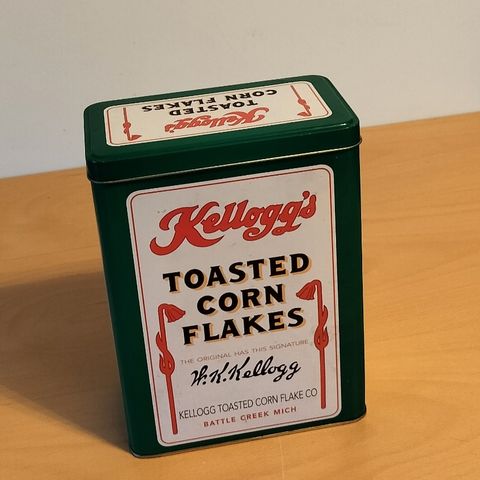 Kellogg's
TOASTED
CORN FLAKES
Kellogg's
TOASTED
CORN
FLAKES
THE ORIGINAL HAS THIS SIGNATURE
W.K.Kellogg
KELLOGG TOASTED CORN FLAKE CO
BATTLE CREEK MICH